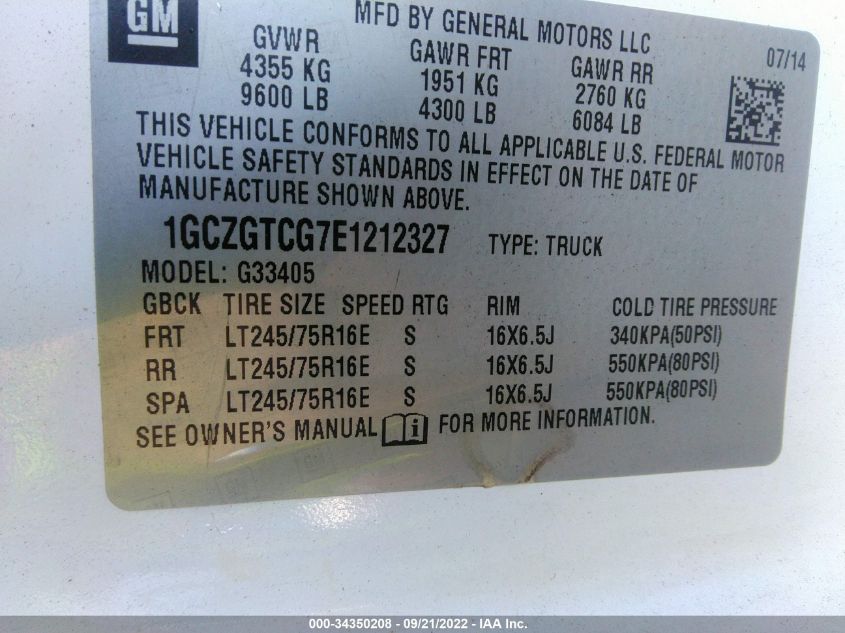 GM
MFD BY GENERAL MOTORS LLC
07/14
GVWR GAWR FRT GAWR RR
4355 KG 1951 KG 2760 KG
9600 LB 4300 LB 6084 LB
THIS VEHICLE CONFORMS TO ALL APPLICABLE U.S. FEDERAL MOTOR
VEHICLE SAFETY STANDARDS IN EFFECT ON THE DATE OF
MANUFACTURE SHOWN ABOVE.
1GCZGTCG7E1212327 TYPE: TRUCK
MODEL: G33405
GBCK TIRE SIZE SPEED RTG RIM COLD TIRE PRESSURE
FRT LT245/75R16E S 16X6.5J 340KPA(50PSI)
RR LT245/75R16E S 16X6.5J 550KPA(80PSI)
SPA LT245/75R16E S 16X6.5J 550KPA(80PSI)
SEE OWNER'S MANUAL i FOR MORE INFORMATION.
GM
000-34350208 - 09/21/2022 - IAA Inc.